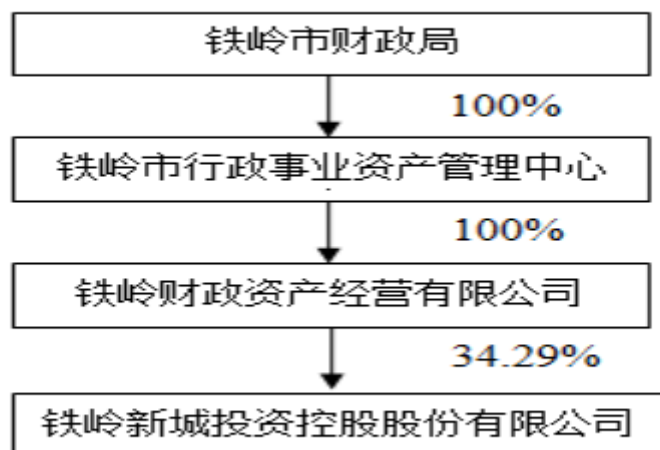 铁岭市财政局
100%
铁岭市行政事业资产管理中心
100%
铁岭财政资产经营有限公司
34.29%
铁岭新城投资控股股份有限公司